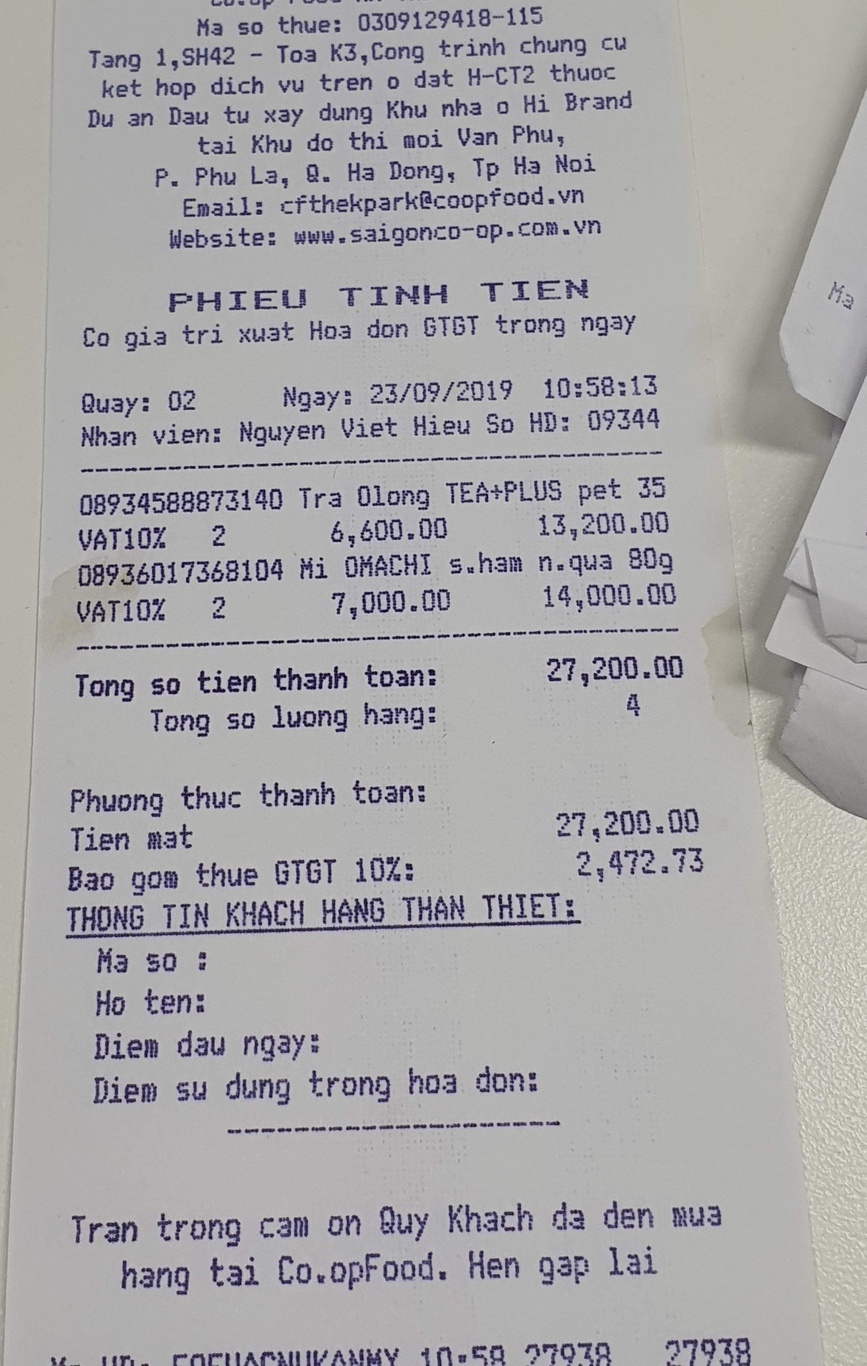 Ma so thue: 0309129418-115
Tang 1,SH42 - Toa K3,Cong trinh chung cu
ket hop dich vu tren o dat H-CT2 thuoc
Du an Dau tu xay dung Khu nha o Hi Brand
tai Khu do thi moi Van Phu,
P. Phu La, Q. Ha Dong, Tp Ha Noi
Email: cfthekpark@coopfood.vn
Website: www.saigonco-op.com.vn
PHIEU TINH TIEN
Co gia tri xuat Hoa don GTGT trong ngay
Quay: 02 Ngay: 23/09/2019 10:58:13
Nhan vien: Nguyen Viet Hieu So HD: 09344
08934588873140 Tra Olong TEA+PLUS pet 35
VAT10% 2 6,600.00 13,200.00
08936017368104 Mi OMACHI s.ham n.qua 80g
VAT10% 2 7,000.00 14,000.00
Tong so tien thanh toan: 27,200.00
Tong so luong hang: 4
Phuong thuc thanh toan:
Tien mat 27,200.00
Bao gom thue GTGT 10%: 2,472.73
THONG TIN KHACH HANG THAN THIET:
Ma so :
Ho ten:
Diem dau ngay:
Diem su dung trong hoa don:
Tran trong cam on Quy Khach da den mua
hang tai Co.opFood. Hen gap lai
10:58 27938 27938
Ma